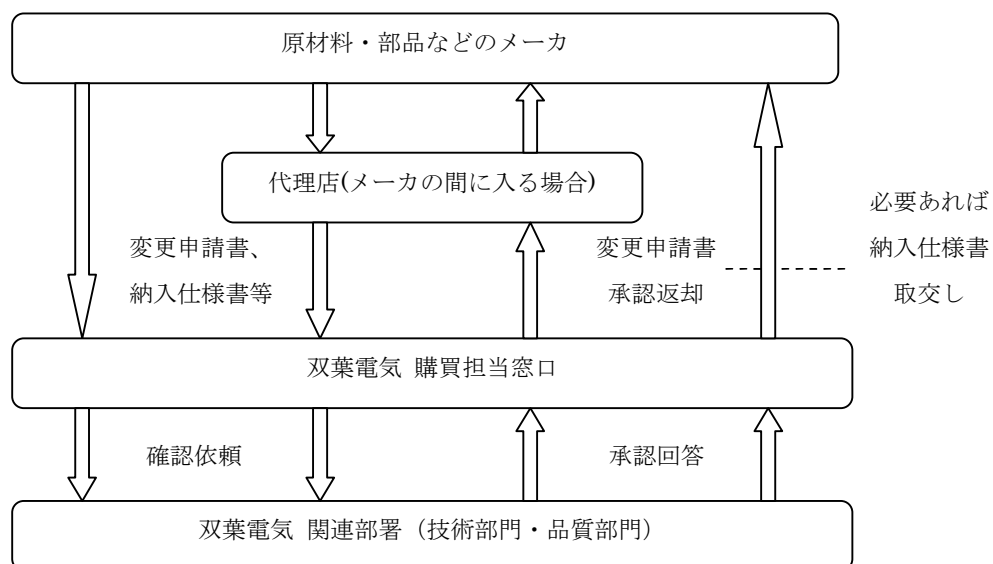 原材料・部品などのメーカ
代理店(メーカの間に入る場合)
変更申請書、
納入仕様書等
変更申請書
承認返却
必要あれば
納入仕様書
取交し
双葉電気 購買担当窓口
確認依頼
承認回答
双葉電気 関連部署（技術部門・品質部門）